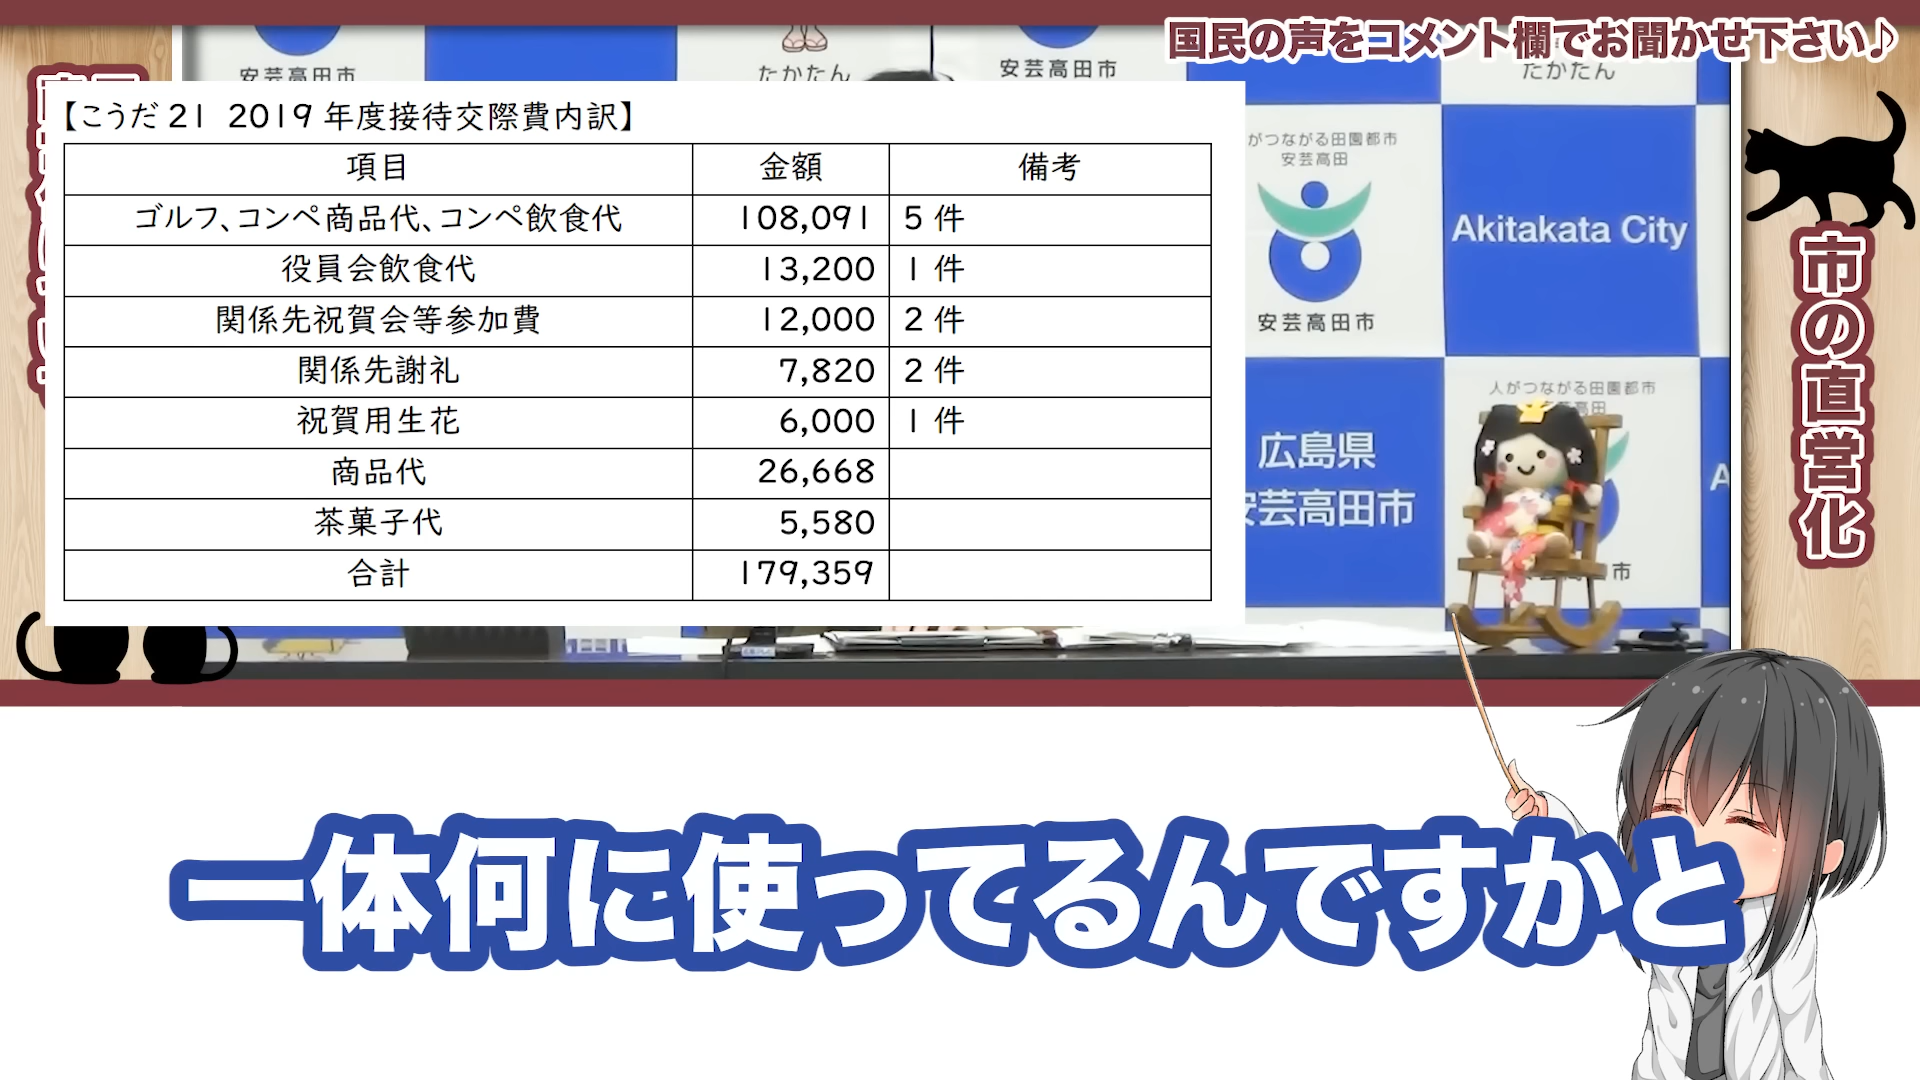 国民の声をコメント欄でお聞かせ下さい♪
安芸高田市
たかたん
安芸高田市
たかたん
【こうだ21 2019年度接待交際費内訳】
項目 金額 備考
ゴルフ、コンペ商品代、コンペ飲食代 108,091 5件
役員会飲食代 13,200 1件
関係先祝賀会等参加費 12,000 2件
関係先謝礼 7,820 2件
祝賀用生花 6,000 1件
商品代 26,668
茶菓子代 5,580
合計 179,359
がつながる田園都市
安芸高田
安芸高田市
Akitakata City
広島県
安芸高田市
人がつながる田園都市
市の直営化
一体何に使ってるんですかと